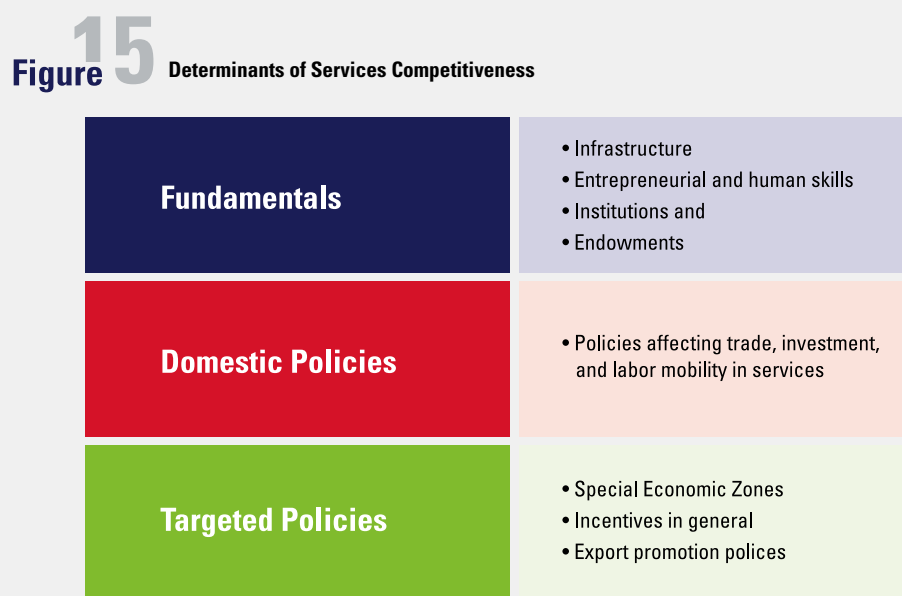 Figure 15
Determinants of Services Competitiveness
Fundamentals
• Infrastructure
• Entrepreneurial and human skills
• Institutions and
• Endowments
Domestic Policies
• Policies affecting trade, investment,
and labor mobility in services
Targeted Policies
• Special Economic Zones
• Incentives in general
• Export promotion polices